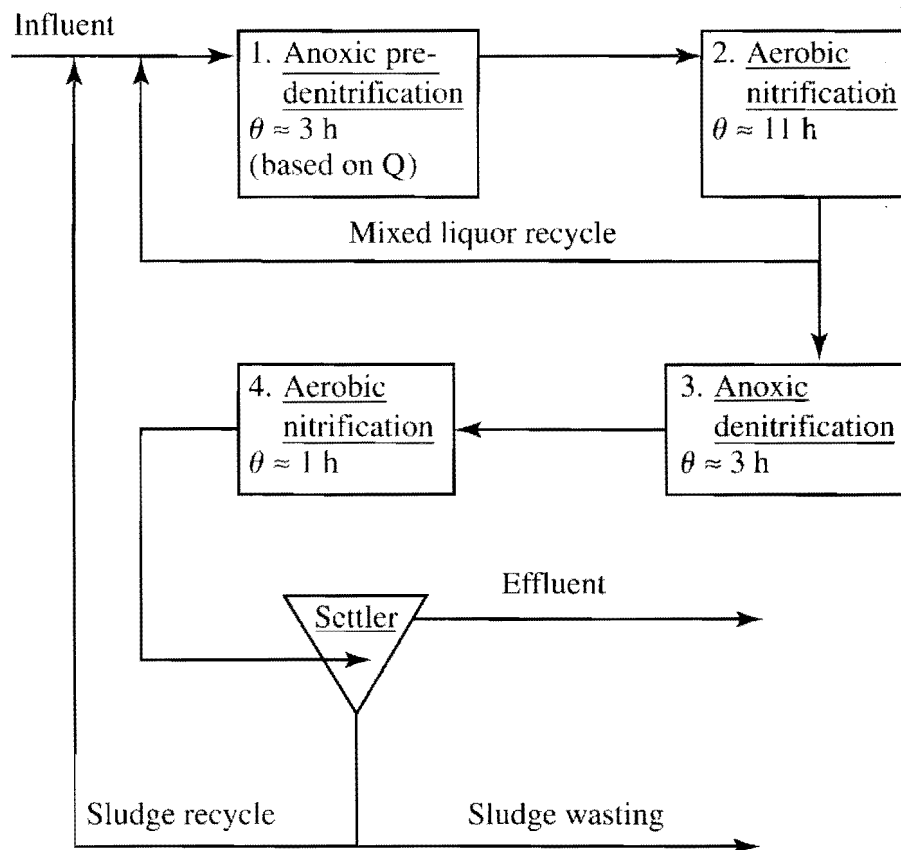 Influent
1. Anoxic pre-
denitrification
θ ≈ 3 h
(based on Q)
2. Aerobic
nitrification
θ ≈ 11 h
Mixed liquor recycle
4. Aerobic
nitrification
θ ≈ 1 h
3. Anoxic
denitrification
θ ≈ 3 h
Effluent
Settler
Sludge recycle
Sludge wasting